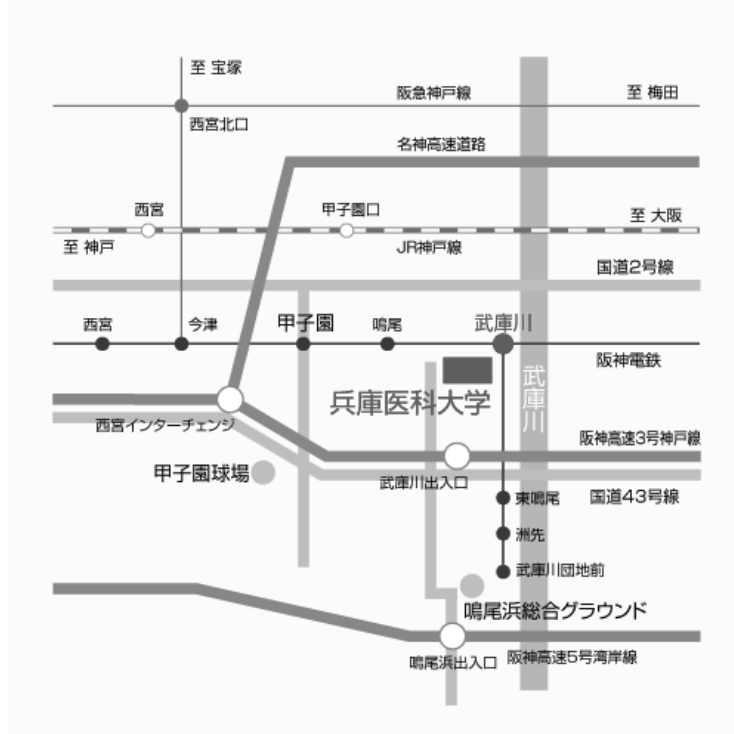 至 宝塚
阪急神戸線
至 梅田
西宮北口
名神高速道路
西宮
甲子園口
至 大阪
至 神戸
JR神戸線
国道2号線
西宮
今津
甲子園
鳴尾
武庫川
阪神電鉄
武庫川
兵庫医科大学
西宮インターチェンジ
阪神高速3号神戸線
甲子園球場
武庫川出入口
東鳴尾
国道43号線
洲先
武庫川団地前
鳴尾浜総合グラウンド
鳴尾浜出入口
阪神高速5号湾岸線